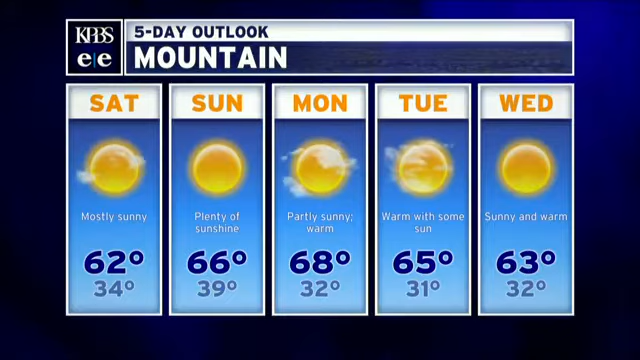 KPBS
e|e
5-DAY OUTLOOK
MOUNTAIN
SAT
Mostly sunny
62°
34°
SUN
Plenty of
sunshine
66°
39°
MON
Partly sunny;
warm
68°
32°
TUE
Warm with some
sun
65°
31°
WED
Sunny and warm
63°
32°